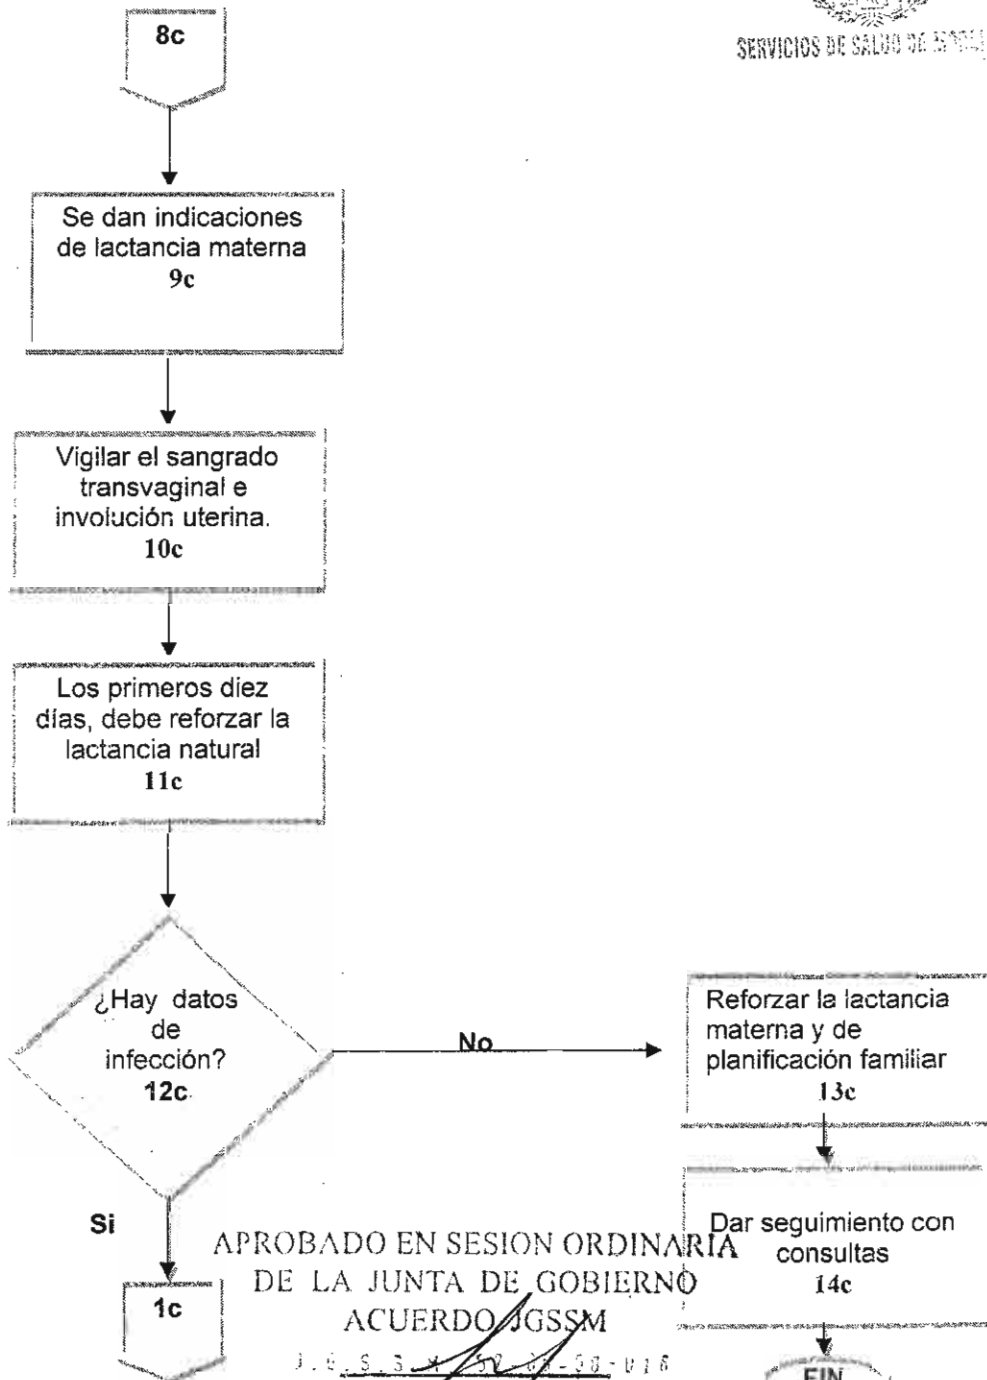 8c
SERVICIOS DE SALUD DE
Se dan indicaciones
de lactancia materna
9c
Vigilar el sangrado
transvaginal e
involución uterina.
10c
Los primeros diez
días, debe reforzar la
lactancia natural
11c
¿Hay datos
de
infección?
12c
No
Reforzar la lactancia
materna y de
planificación familiar
13c
Si
Dar seguimiento con
consultas
14c
1c
APROBADO EN SESION ORDINARIA
DE LA JUNTA DE GOBIERNO
ACUERDO JGSSM
FIN